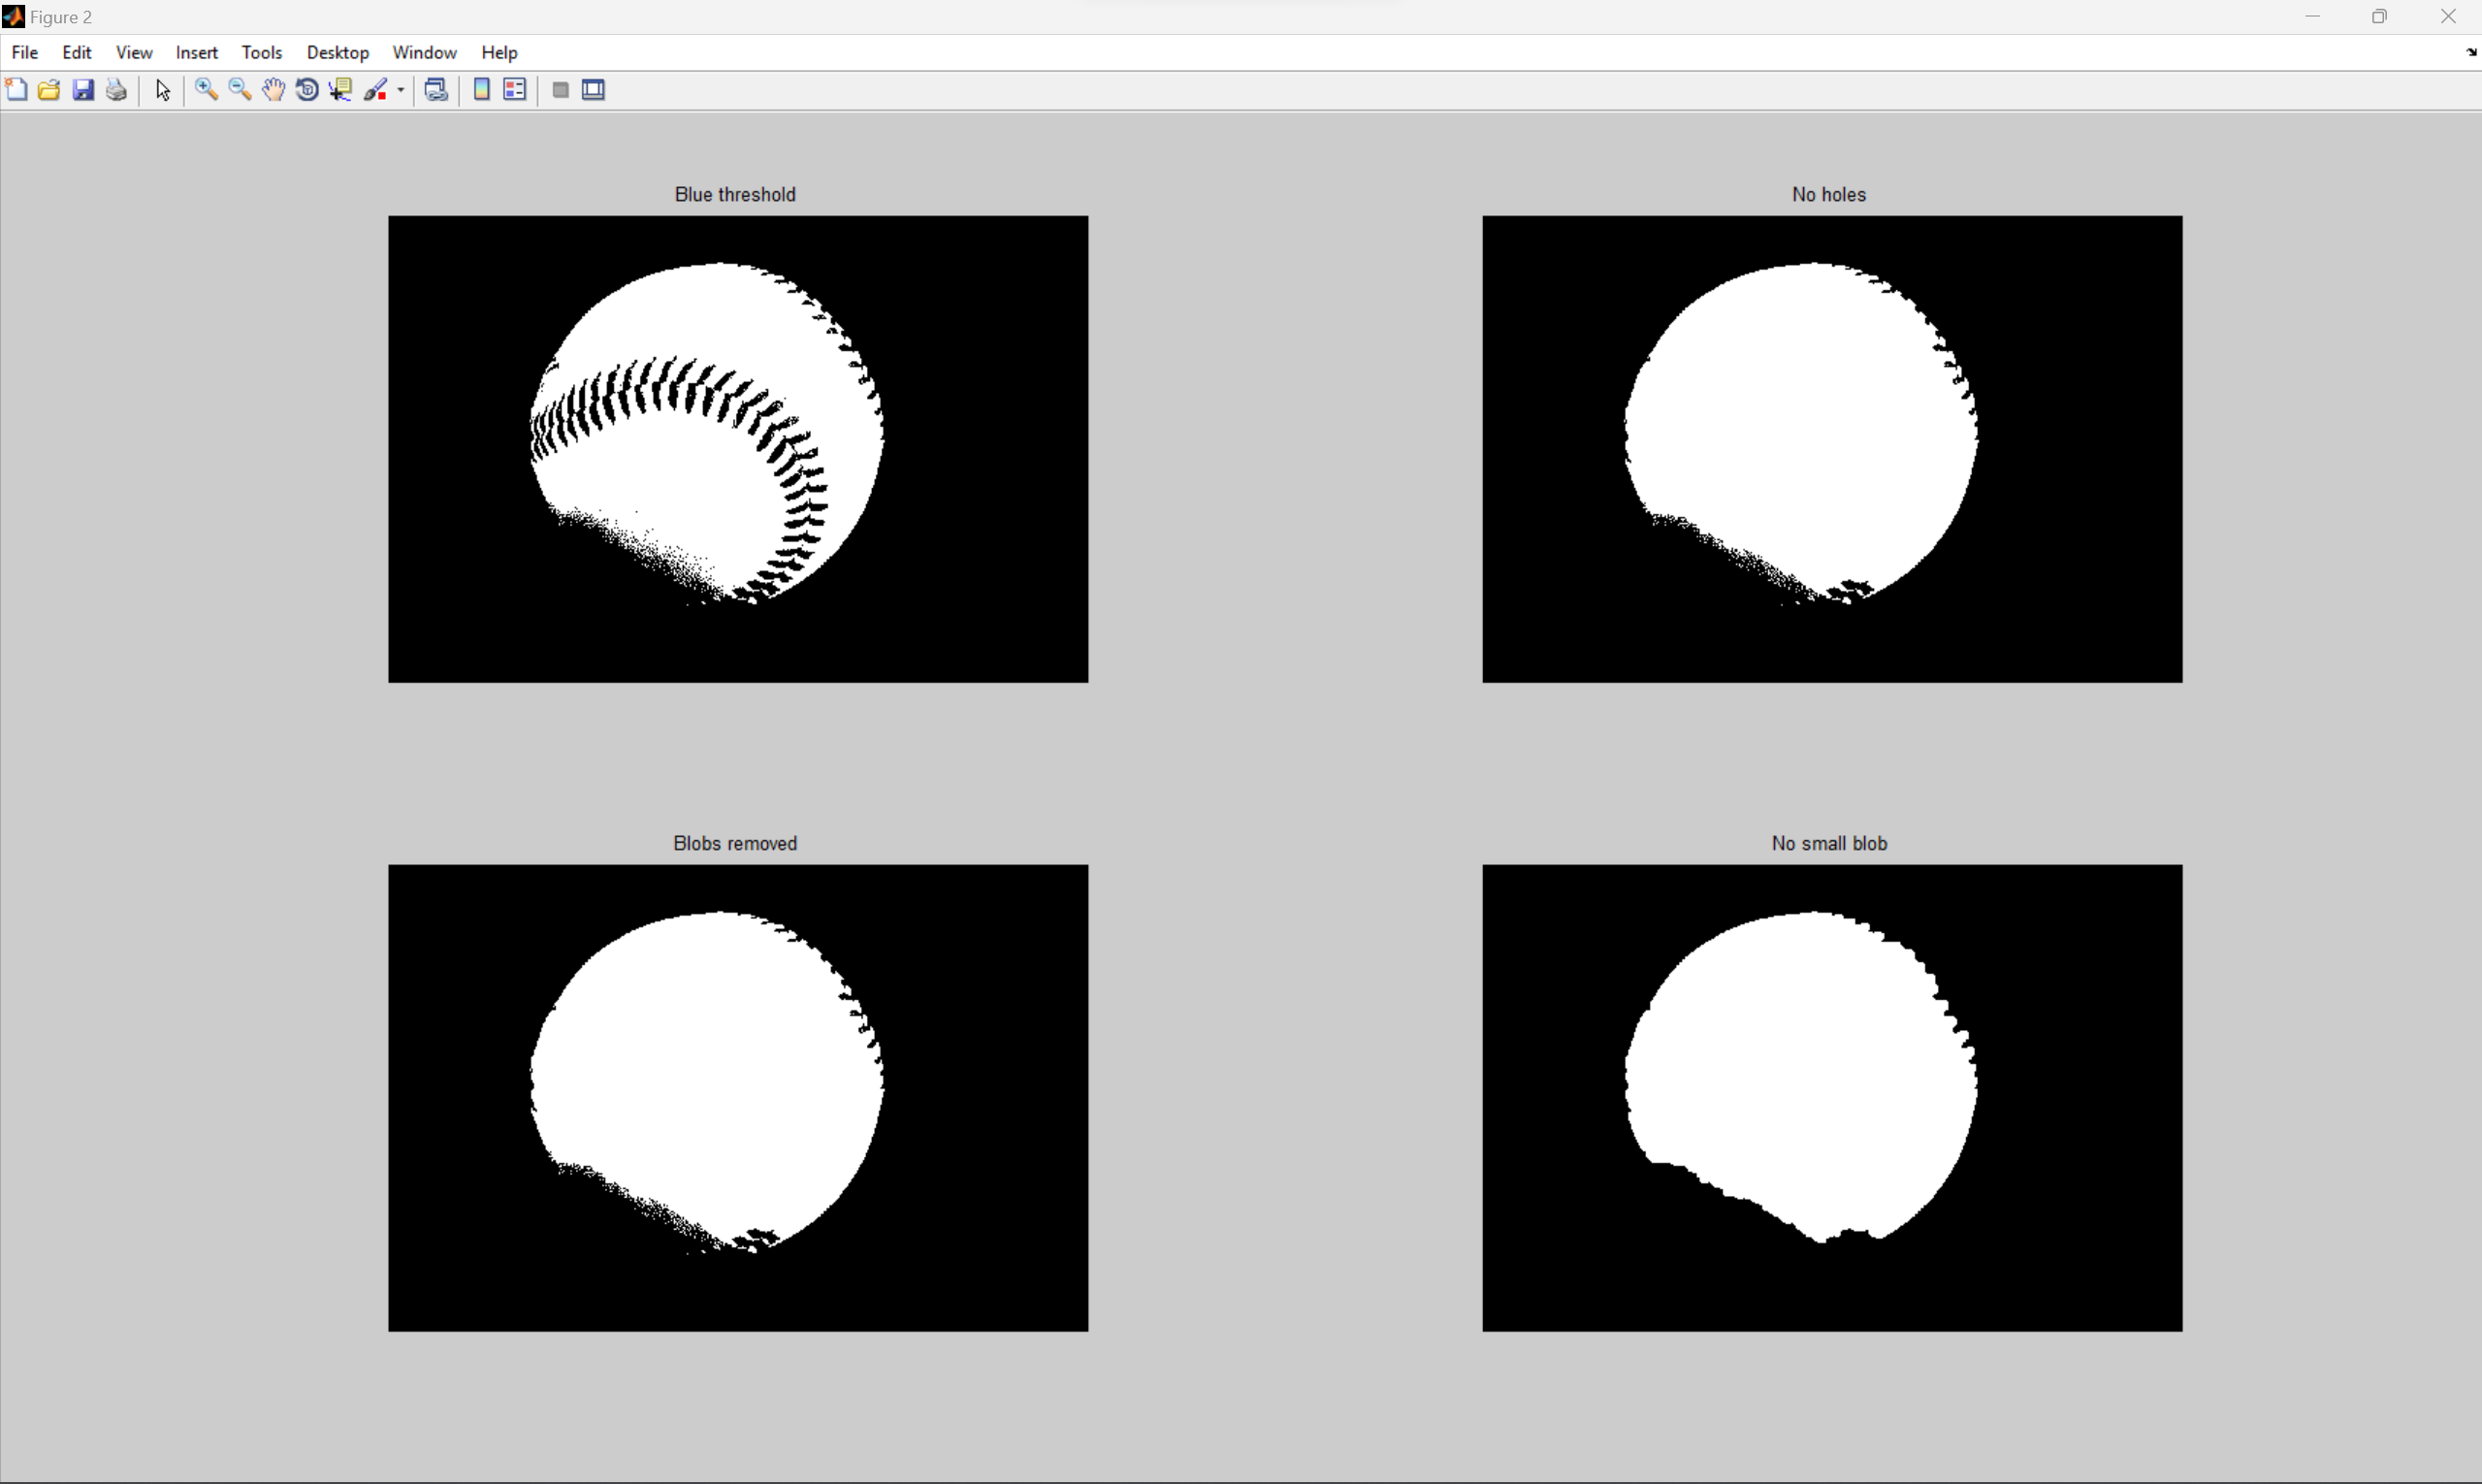 Figure 2
File Edit View Insert Tools Desktop Window Help
Blue threshold
No holes
Blobs removed
No small blob